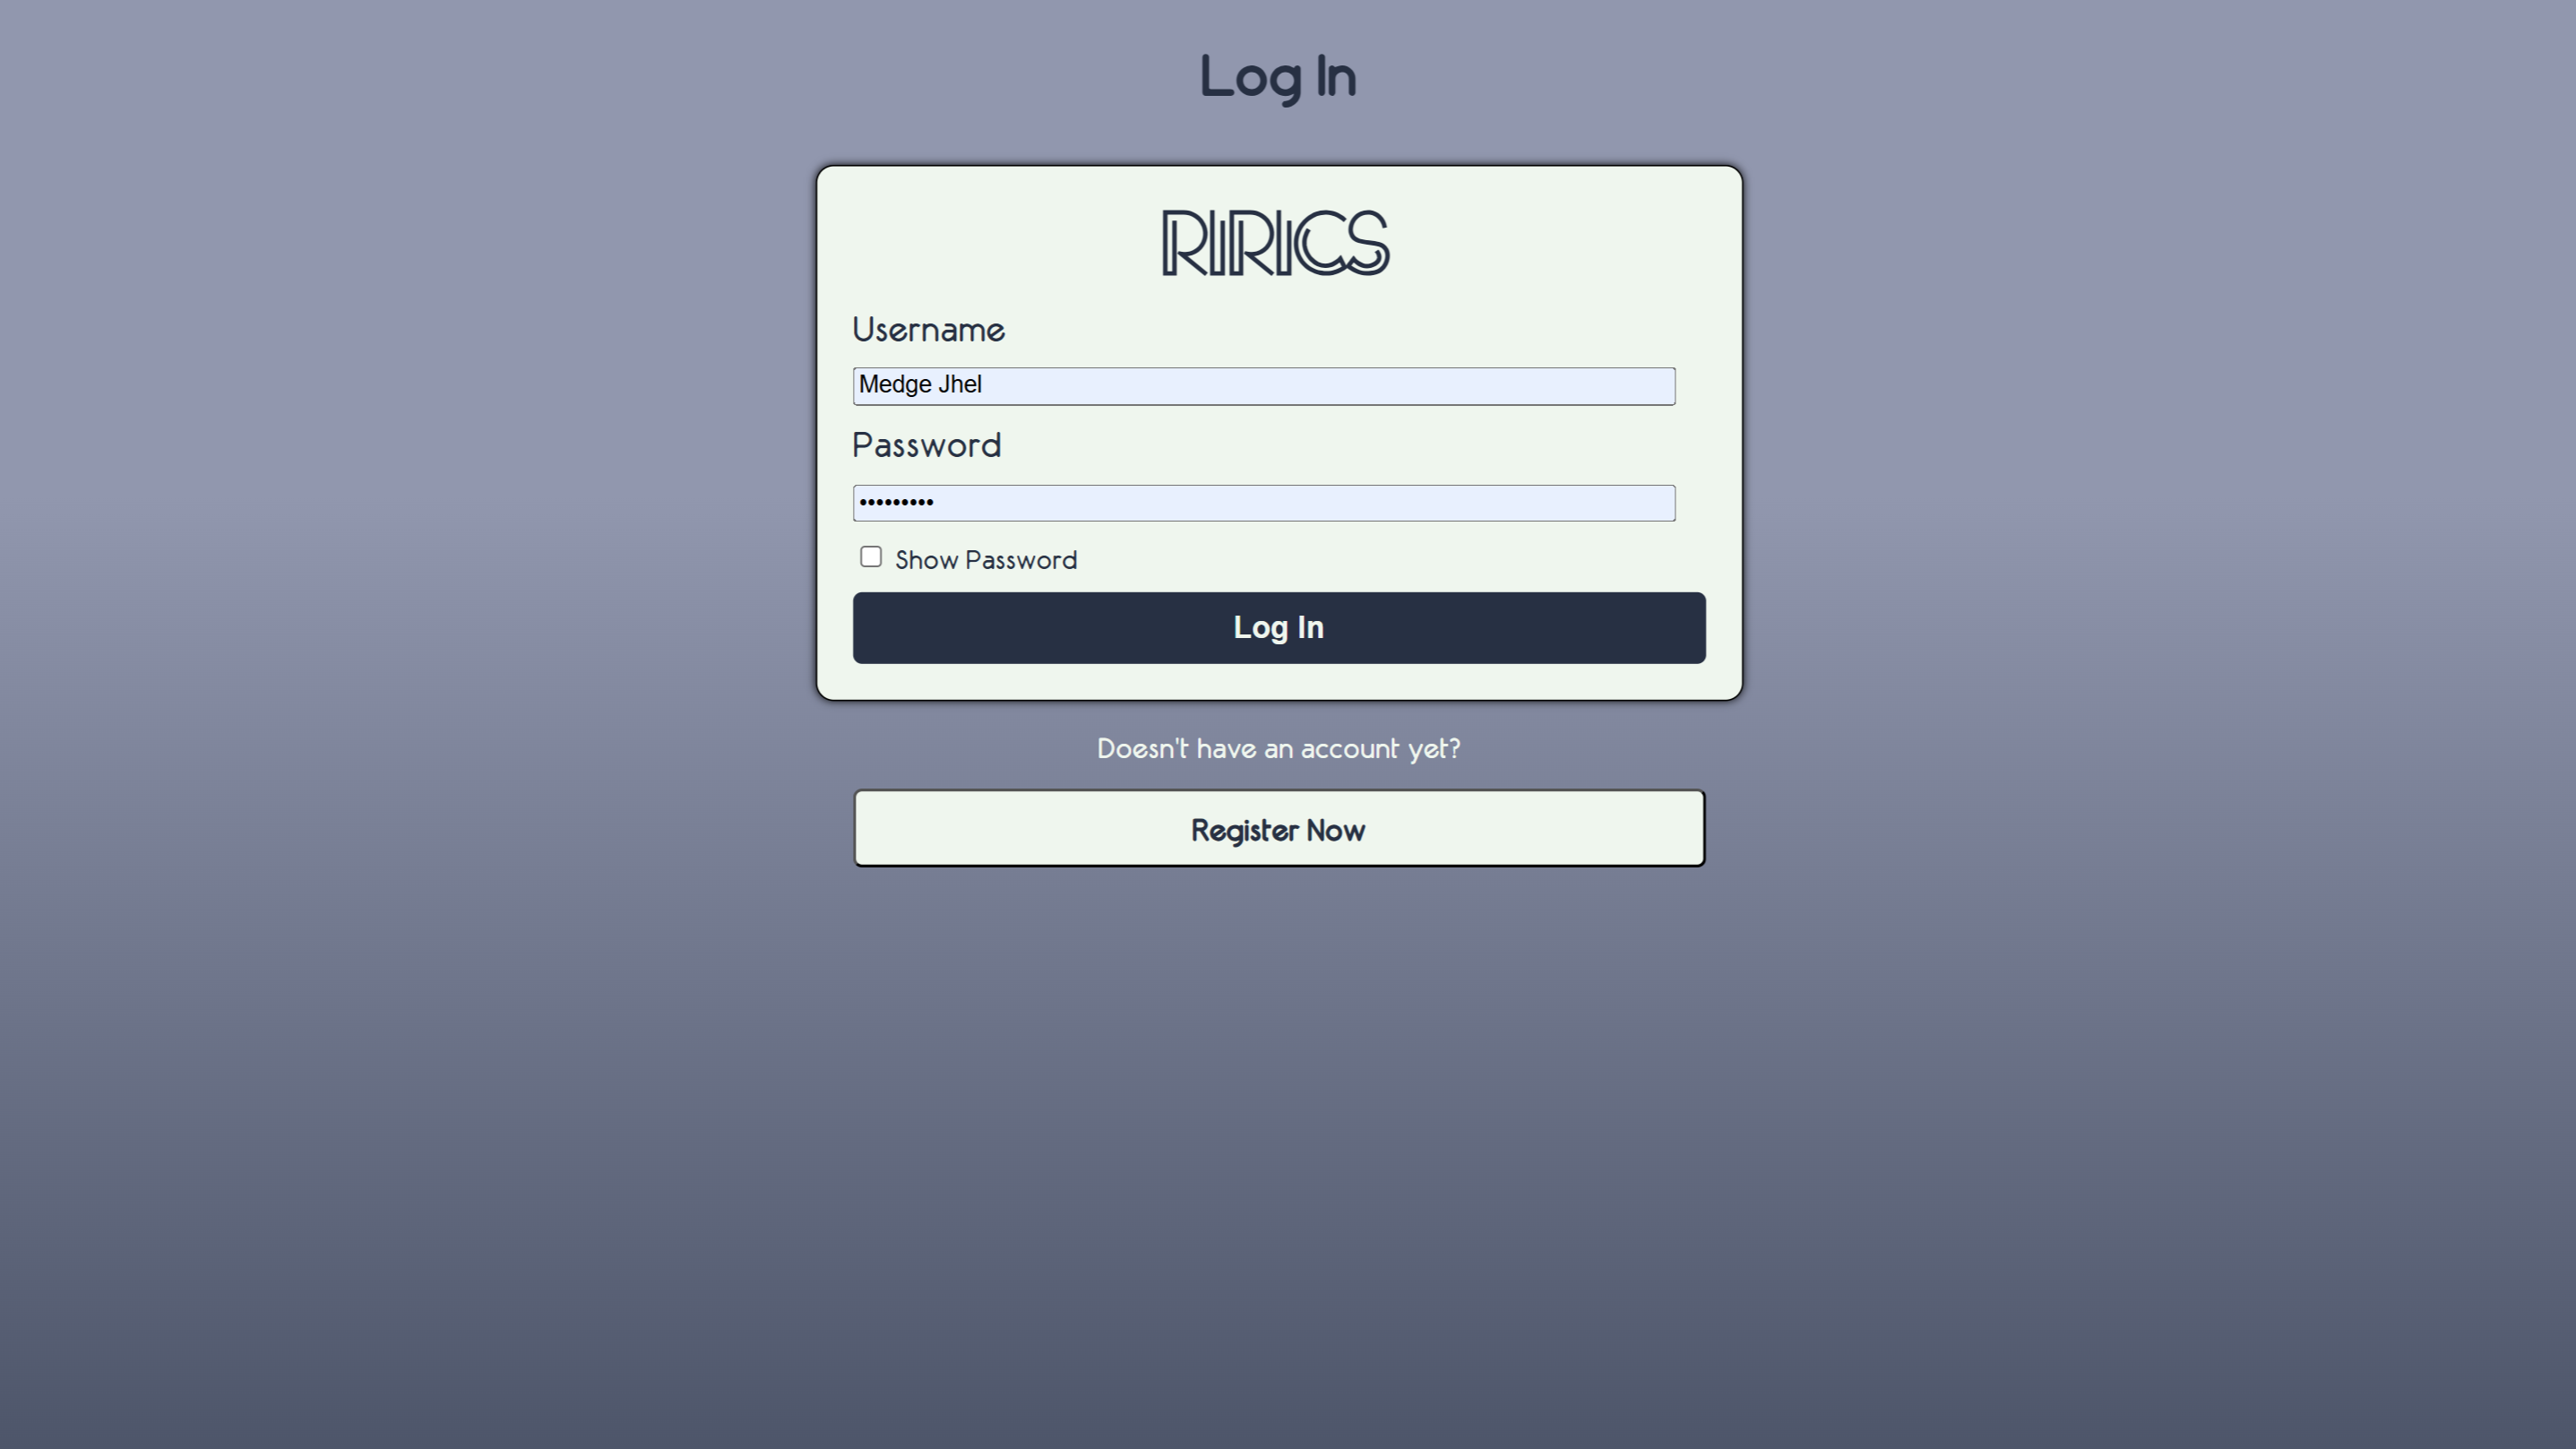 Log In
RIRICS
Username
Medge Jhel
Password
•••••••••
Show Password
Log In
Doesn't have an account yet?
Register Now